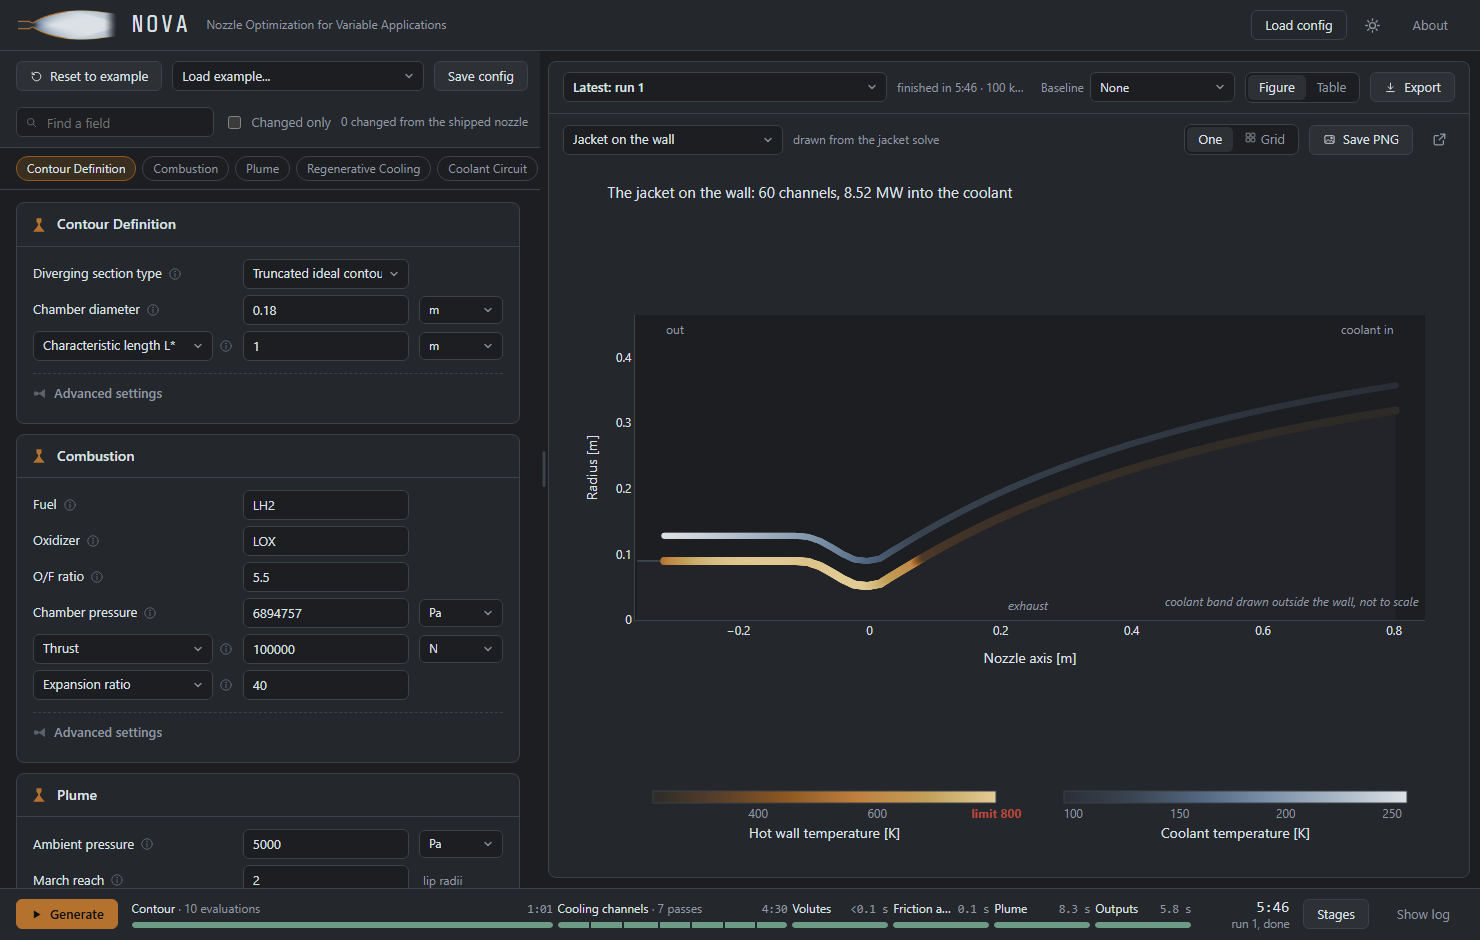 NOVA
Nozzle Optimization for Variable Applications
Load config
About
Reset to example
Load example...
Save config
Find a field
Changed only
0 changed from the shipped nozzle
Contour Definition
Combustion
Plume
Regenerative Cooling
Coolant Circuit
Contour Definition
Diverging section type
Truncated ideal contou
Chamber diameter
0.18
m
Characteristic length L*
1
m
Advanced settings
Combustion
Fuel
LH2
Oxidizer
LOX
O/F ratio
5.5
Chamber pressure
6894757
Pa
Thrust
100000
N
Expansion ratio
40
Advanced settings
Plume
Ambient pressure
5000
Pa
March reach
2
lip radii
Latest: run 1
finished in 5:46 · 100 k...
Baseline
None
Figure
Table
Export
Jacket on the wall
drawn from the jacket solve
One
Grid
Save PNG
The jacket on the wall: 60 channels, 8.52 MW into the coolant
out
coolant in
0.4
0.3
0.2
0.1
0
Radius [m]
exhaust
coolant band drawn outside the wall, not to scale
−0.2
0
0.2
0.4
0.6
0.8
Nozzle axis [m]
400
600
limit 800
Hot wall temperature [K]
100
150
200
250
Coolant temperature [K]
Generate
Contour · 10 evaluations
1:01
Cooling channels · 7 passes
4:30
Volutes
<0.1 s
Friction a...
0.1 s
Plume
8.3 s
Outputs
5.8 s
5:46
run 1, done
Stages
Show log